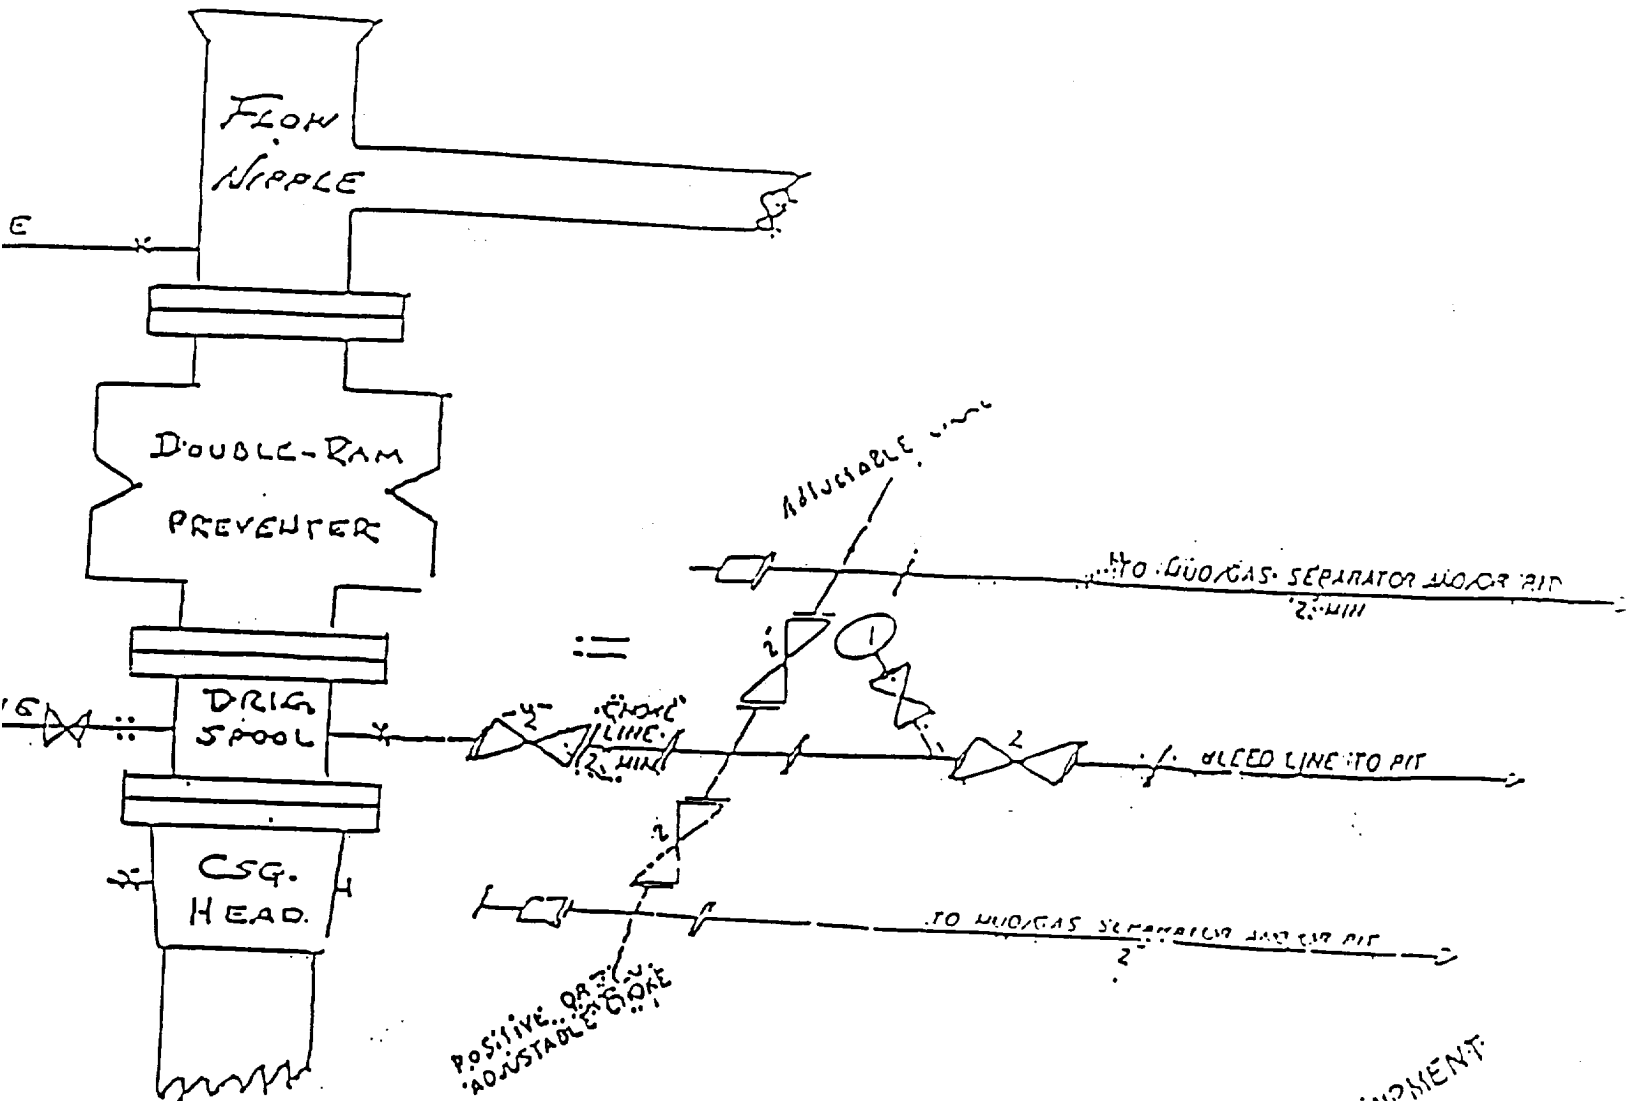 FLOW
NIPPLE
E
DOUBLE-RAM
PREVENTER
ADJUSTABLE
TO MUD/GAS SEPARATOR AND/OR PIT
2" MIN
2"
1
DRLG
SPOOL
G
2"
"CHOKE"
LINE
2" MIN
2
BLEED LINE TO PIT
2
CSG.
HEAD
TO MUD/GAS SEPARATOR AND/OR PIT
2"
POSITIVE OR
ADJUSTABLE CHOKE